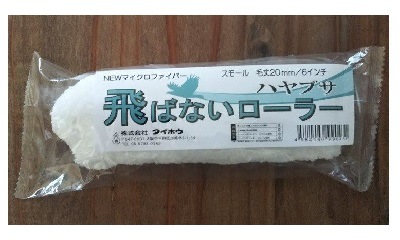 NEWマイクロファイバー
スモール 毛丈20mm/6インチ
ハヤブサ
飛ばないローラー
株式会社 タイホウ